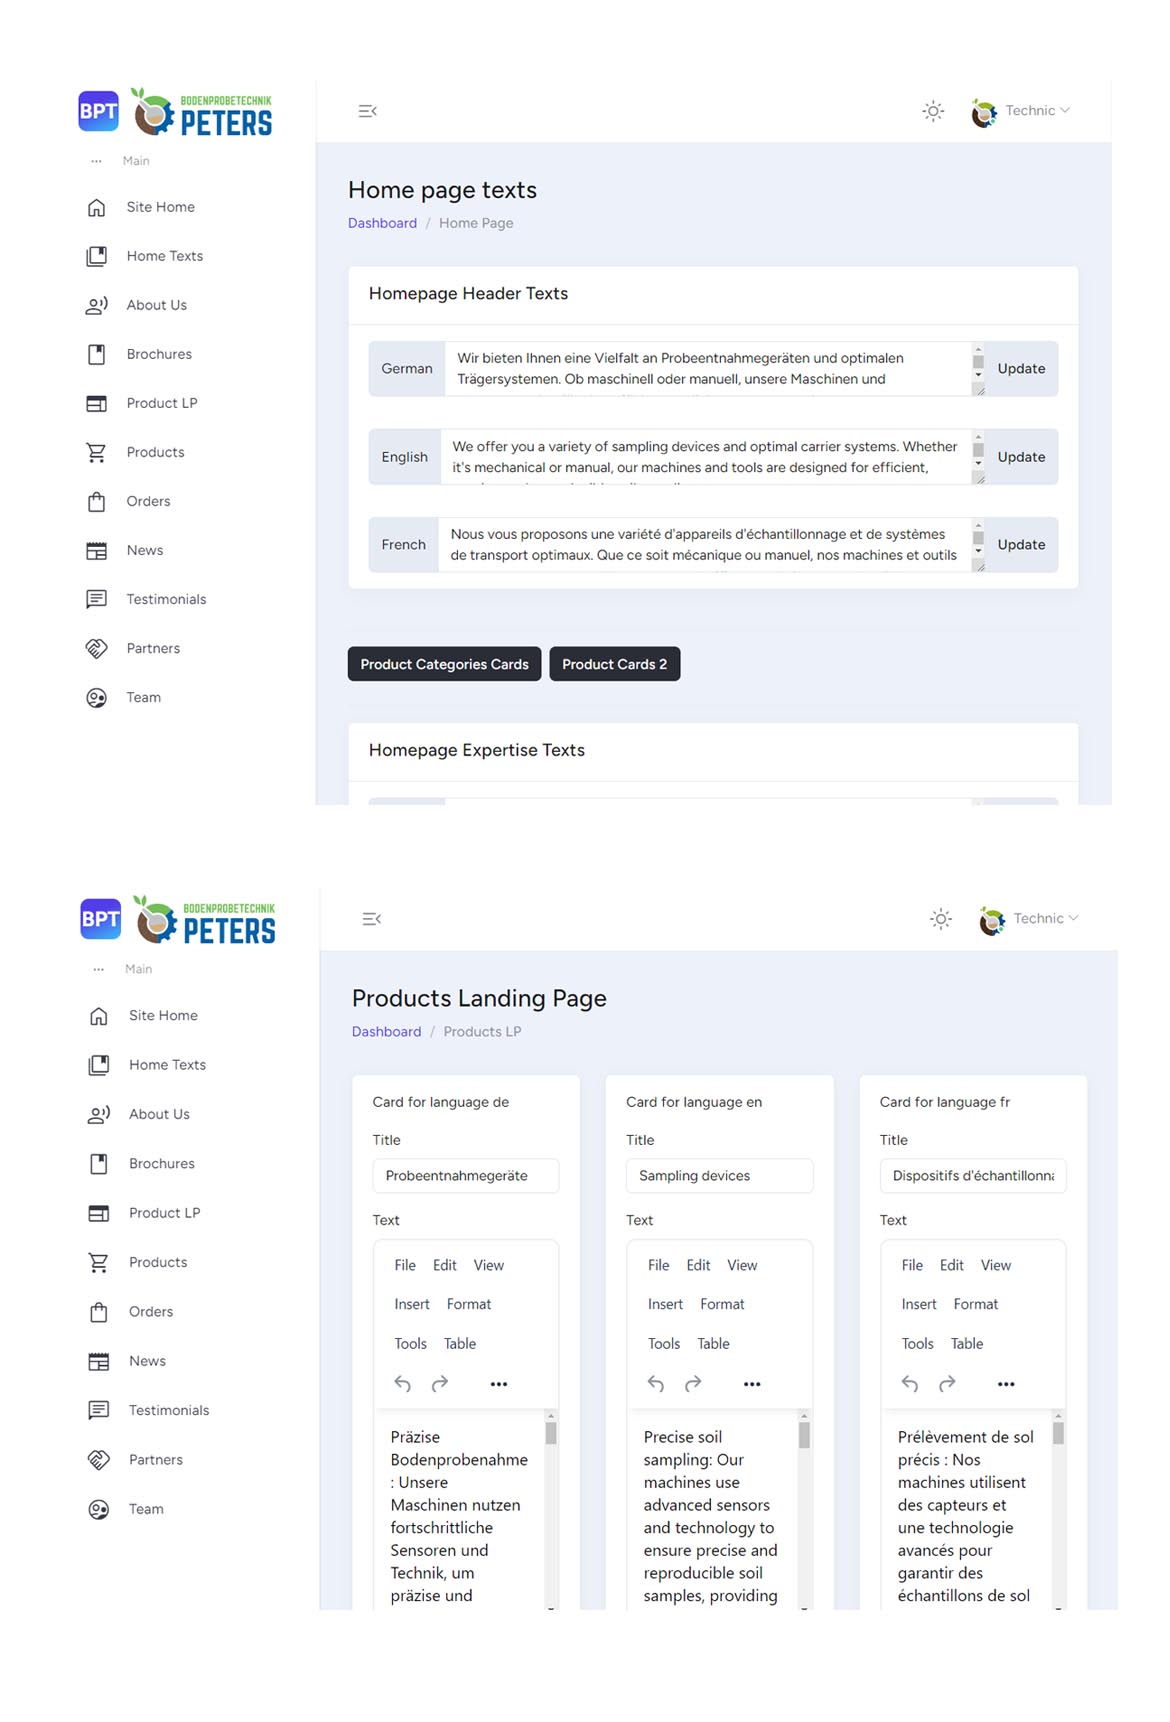 BPT BODENPROBETECHNIK
PETERS
Technic
Main
Site Home
Home Texts
About Us
Brochures
Product LP
Products
Orders
News
Testimonials
Partners
Team
Home page texts
Dashboard / Home Page
Homepage Header Texts
German
Wir bieten Ihnen eine Vielfalt an Probeentnahmegeräten und optimalen
Trägersystemen. Ob maschinell oder manuell, unsere Maschinen und
Update
English
We offer you a variety of sampling devices and optimal carrier systems. Whether
it's mechanical or manual, our machines and tools are designed for efficient,
Update
French
Nous vous proposons une variété d'appareils d'échantillonnage et de systèmes
de transport optimaux. Que ce soit mécanique ou manuel, nos machines et outils
Update
Product Categories Cards Product Cards 2
Homepage Expertise Texts
BPT BODENPROBETECHNIK
PETERS
Technic
Main
Site Home
Home Texts
About Us
Brochures
Product LP
Products
Orders
News
Testimonials
Partners
Team
Products Landing Page
Dashboard / Products LP
Card for language de
Title
Probeentnahmegeräte
Text
File Edit View
Insert Format
Tools Table
Präzise
Bodenprobenahme
: Unsere
Maschinen nutzen
fortschrittliche
Sensoren und
Technik, um
präzise und
Card for language en
Title
Sampling devices
Text
File Edit View
Insert Format
Tools Table
Precise soil
sampling: Our
machines use
advanced sensors
and technology to
ensure precise and
reproducible soil
samples, providing
Card for language fr
Title
Dispositifs d'échantillonna
Text
File Edit View
Insert Format
Tools Table
Prélèvement de sol
précis : Nos
machines utilisent
des capteurs et
une technologie
avancés pour
garantir des
échantillons de sol